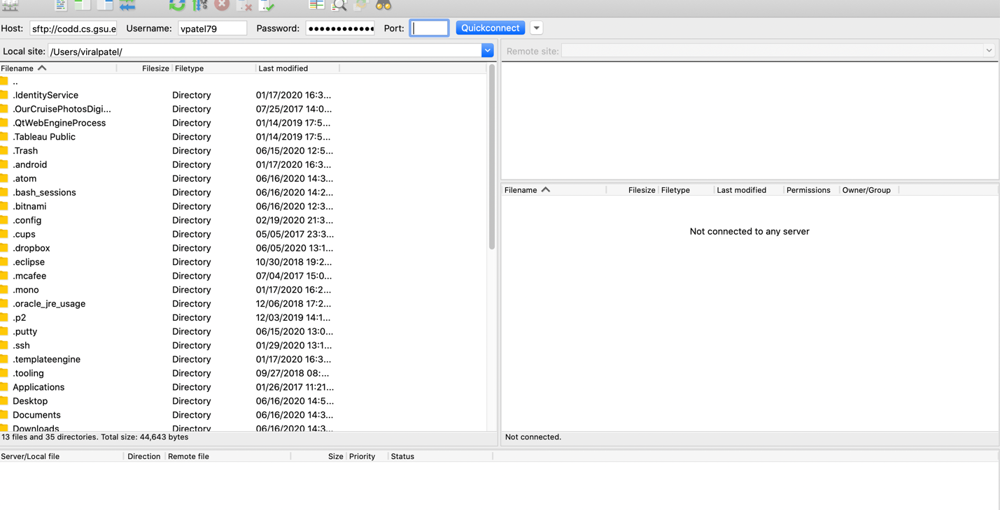 Host: sftp://codd.cs.gsu.e Username: vpatel79 Password: ●●●●●●●●●●●● Port: Quickconnect
Local site: /Users/viralpatel/
Remote site:
Filename Filesize Filetype Last modified
..
.IdentityService Directory 01/17/2020 16:3...
.OurCruisePhotosDigi... Directory 07/25/2017 14:0...
.QtWebEngineProcess Directory 01/14/2019 17:5...
.Tableau Public Directory 01/14/2019 17:5...
.Trash Directory 06/15/2020 12:5...
.android Directory 01/17/2020 16:3...
.atom Directory 06/16/2020 14:3...
.bash_sessions Directory 06/16/2020 14:2...
.bitnami Directory 06/16/2020 12:3...
.config Directory 02/19/2020 21:3...
.cups Directory 05/05/2017 23:3...
.dropbox Directory 06/05/2020 13:1...
.eclipse Directory 10/30/2018 19:2...
.mcafee Directory 07/04/2017 15:0...
.mono Directory 01/17/2020 16:2...
.oracle_jre_usage Directory 12/06/2018 17:2...
.p2 Directory 12/03/2019 14:1...
.putty Directory 06/15/2020 13:0...
.ssh Directory 01/29/2020 13:1...
.templateengine Directory 01/17/2020 16:3...
.tooling Directory 09/27/2018 08:...
Applications Directory 01/26/2017 11:21...
Desktop Directory 06/16/2020 14:5...
Documents Directory 06/16/2020 14:3...
Downloads Directory 06/16/2020 14:3...
13 files and 35 directories. Total size: 44,643 bytes
Filename Filesize Filetype Last modified Permissions Owner/Group
Not connected to any server
Not connected.
Server/Local file Direction Remote file Size Priority Status